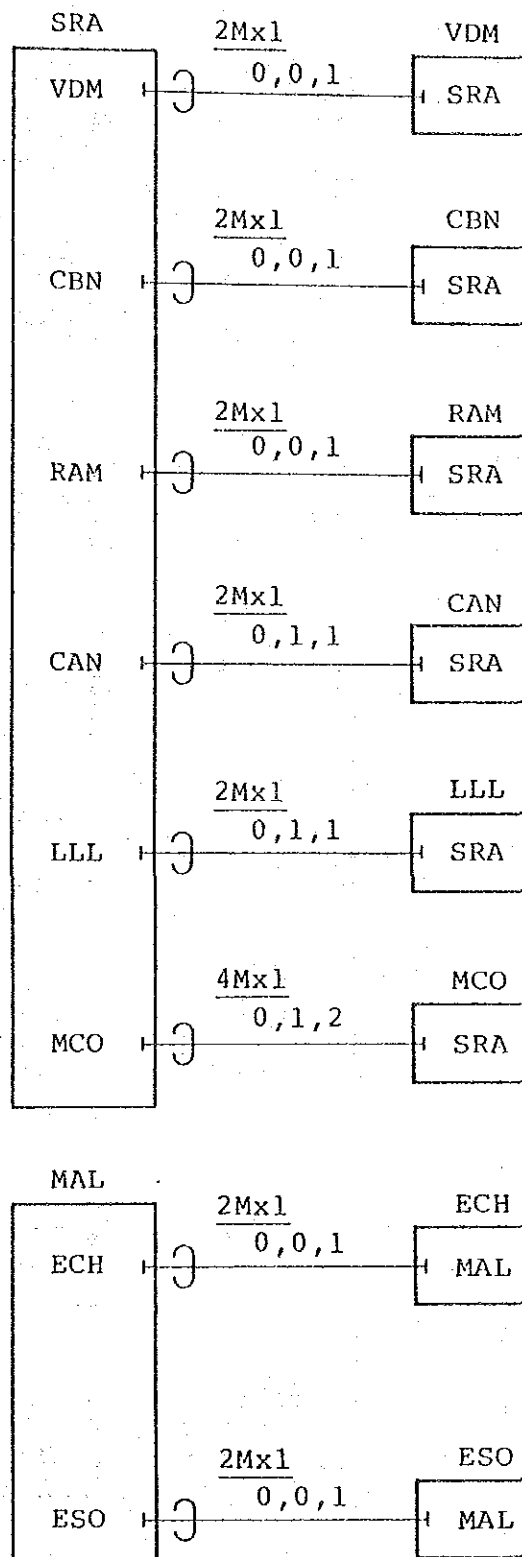 SRA
2Mx1
VDM
VDM
0,0,1
SRA
2Mx1
CBN
CBN
0,0,1
SRA
2Mx1
RAM
RAM
0,0,1
SRA
2Mx1
CAN
CAN
0,1,1
SRA
2Mx1
LLL
LLL
0,1,1
SRA
4Mx1
MCO
MCO
0,1,2
SRA
MAL
2Mx1
ECH
ECH
0,0,1
MAL
2Mx1
ESO
ESO
0,0,1
MAL